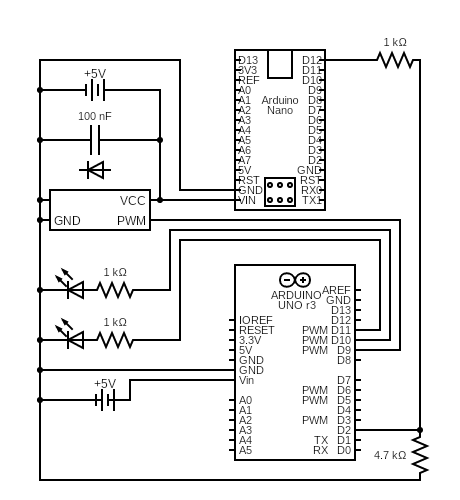 1 kΩ
+5V
100 nF
VCC
GND PWM
1 kΩ
1 kΩ
+5V
D13 D12
3V3 D11
REF D10
A0 D9
A1 D8
A2 D7
A3 D6
A4 D5
A5 D4
A6 D3
A7 D2
5V GND
RST RST
GND RX0
VIN TX1
Arduino
Nano
ARDUINO
UNO r3
AREF
GND
D13
IOREF D12
RESET PWM D11
3.3V PWM D10
5V PWM D9
GND D8
GND
Vin D7
PWM D6
A0 PWM D5
A1 D4
A2 PWM D3
A3 D2
A4 TX D1
A5 RX D0
4.7 kΩ